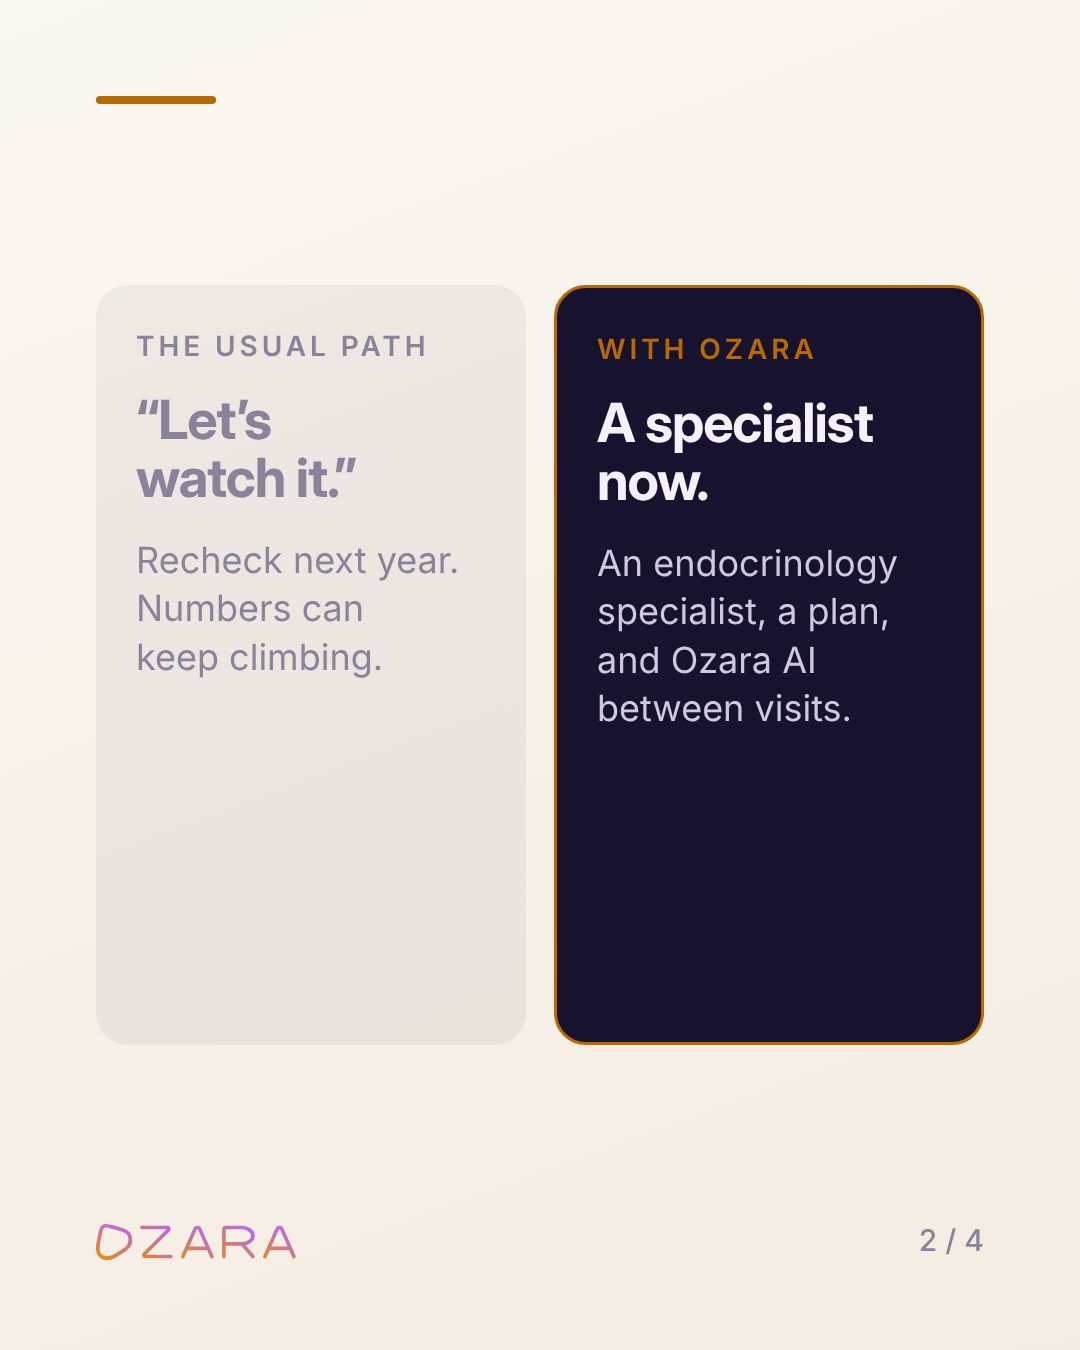 THE USUAL PATH
“Let’s
watch it.”
Recheck next year.
Numbers can
keep climbing.
WITH OZARA
A specialist
now.
An endocrinology
specialist, a plan,
and Ozara AI
between visits.
OZARA
2 / 4